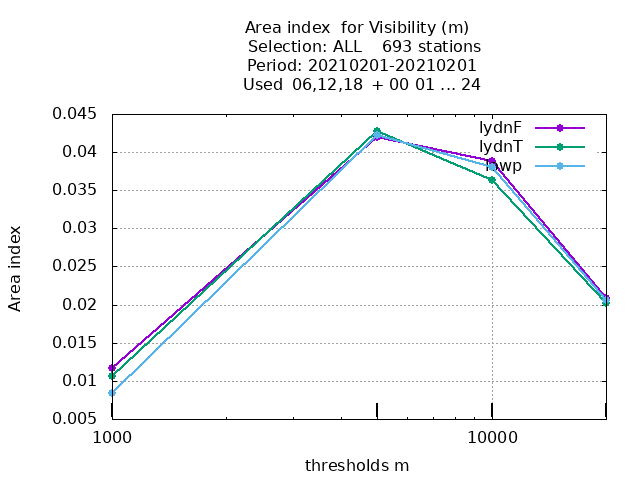 Area index  for Visibility (m)
Selection: ALL    693 stations
Period: 20210201-20210201
Used  06,12,18  + 00 01 ... 24
0.045
lydnF
lydnT
0.04
0.035
0.03
0.025
0.02
0.015
0.01
0.005
Area index
1000
10000
thresholds m